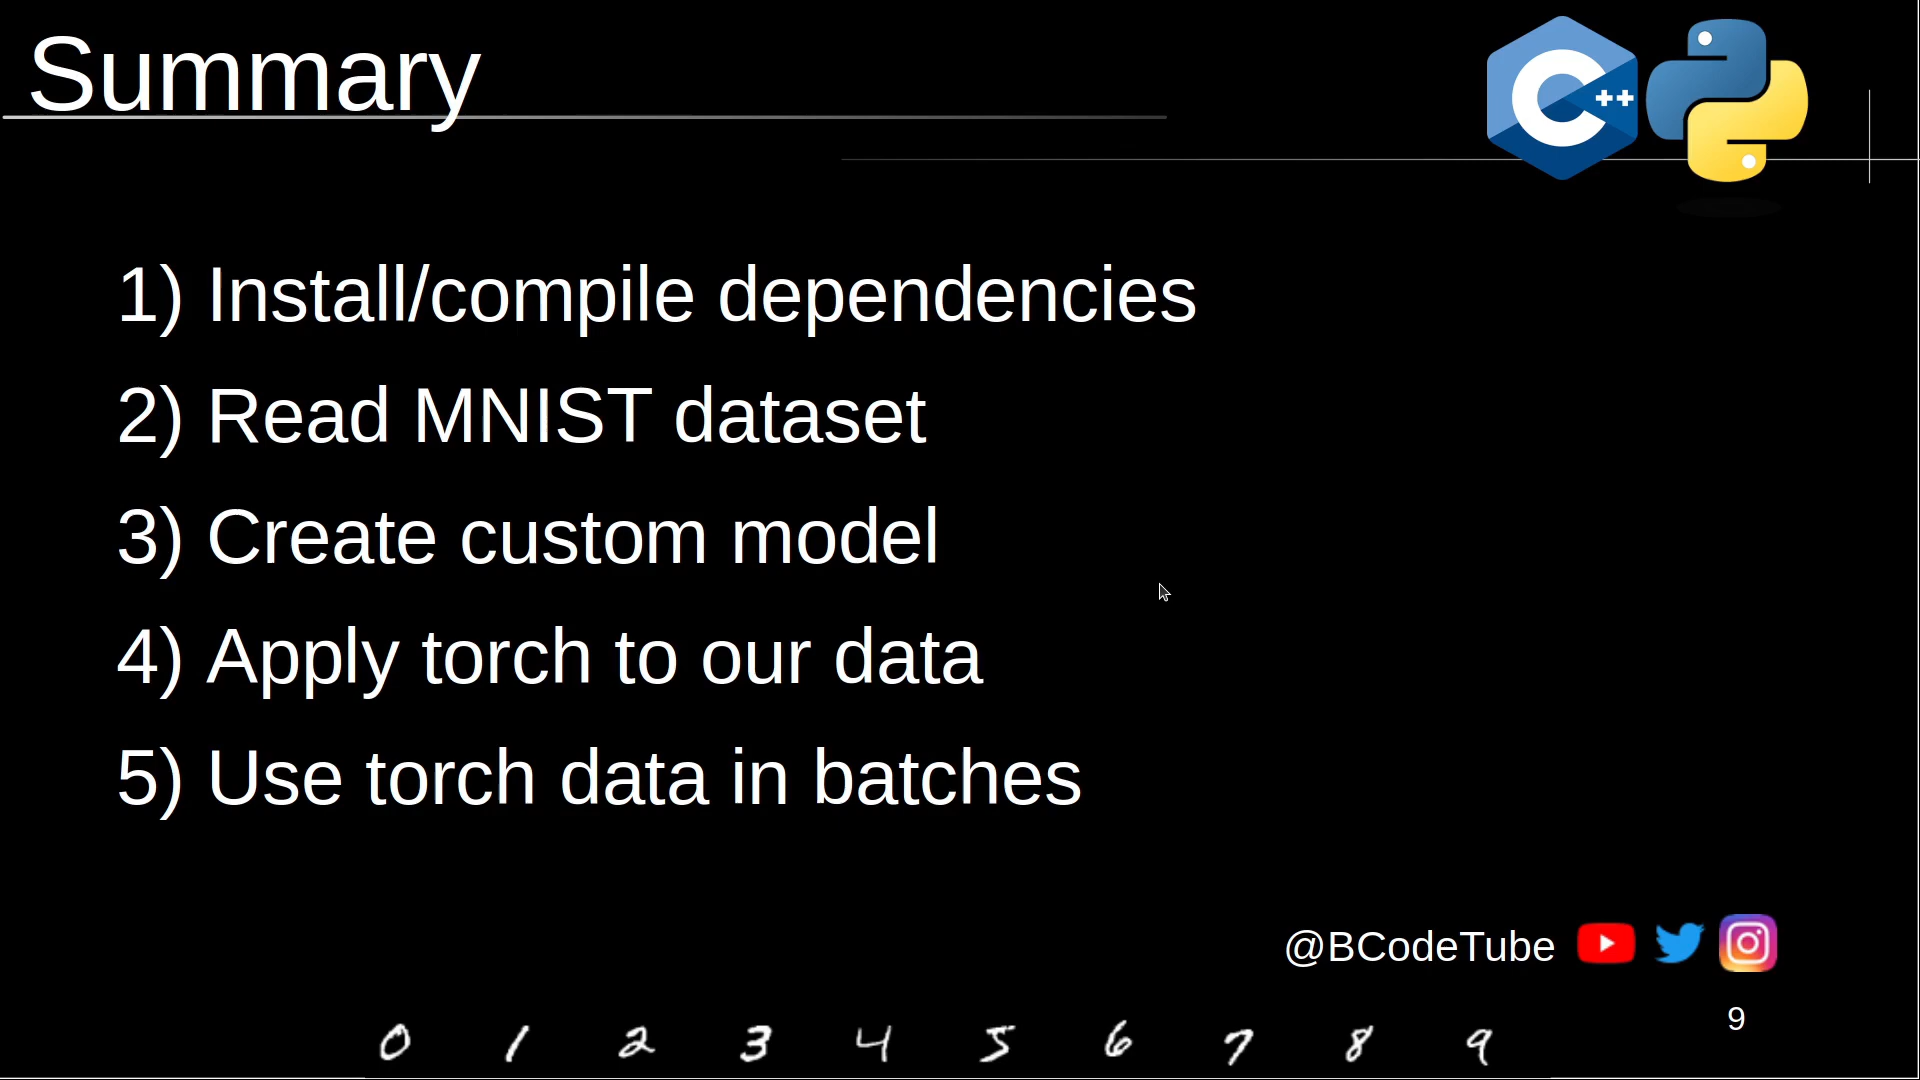 Summary
C++
1) Install/compile dependencies
2) Read MNIST dataset
3) Create custom model
4) Apply torch to our data
5) Use torch data in batches
@BCodeTube
9
0 1 2 3 4 5 6 7 8 9